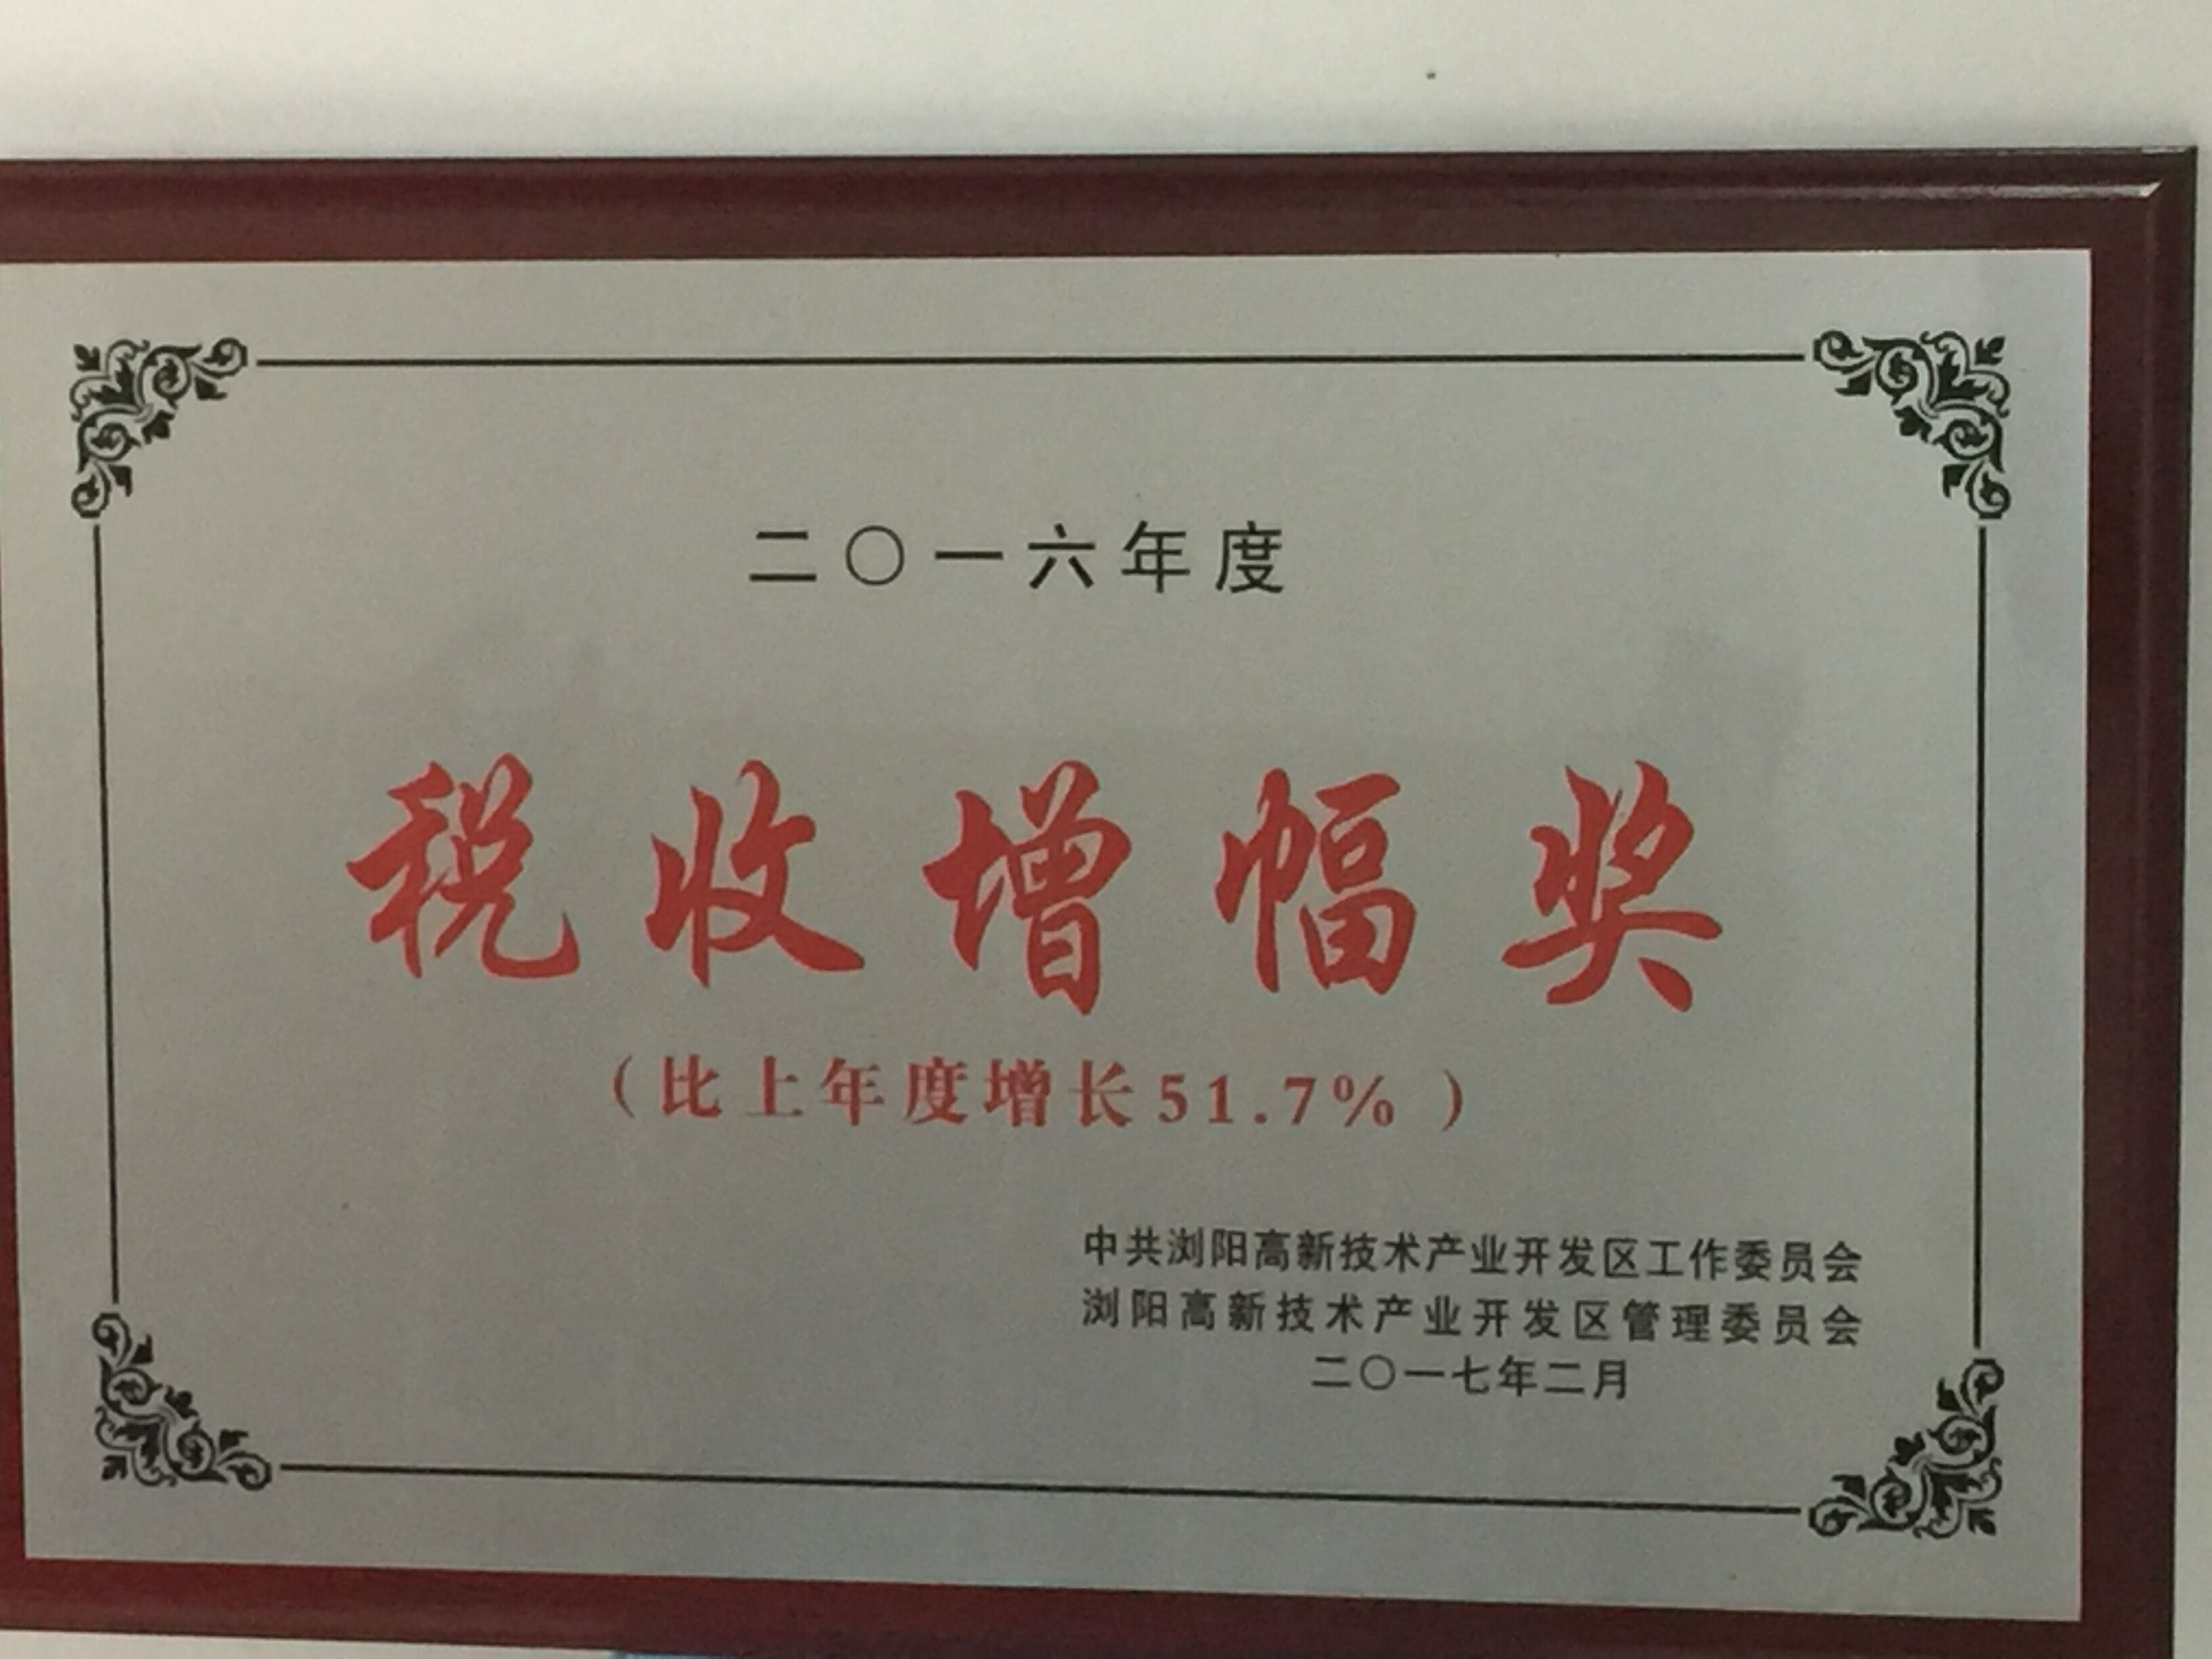 二〇一六年度
税收增幅奖
（比上年度增长51.7%）
中共浏阳高新技术产业开发区工作委员会
浏阳高新技术产业开发区管理委员会
二〇一七年二月